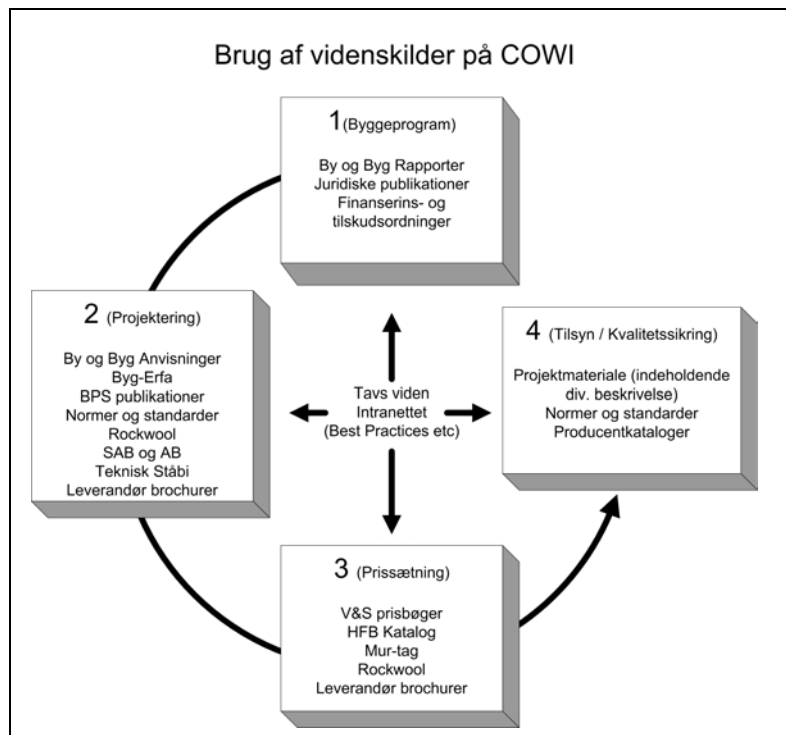 Brug af videnskilder på COWI
1 (Byggeprogram)
By og Byg Rapporter
Juridiske publikationer
Finanserins- og
tilskudsordninger
2 (Projektering)
By og Byg Anvisninger
Byg-Erfa
BPS publikationer
Normer og standarder
Rockwool
SAB og AB
Teknisk Ståbi
Leverandør brochurer
Tavs viden
Intranettet
(Best Practices etc)
4 (Tilsyn / Kvalitetssikring)
Projektmateriale (indeholdende
div. beskrivelse)
Normer og standarder
Producentkataloger
3 (Prissætning)
V&S prisbøger
HFB Katalog
Mur-tag
Rockwool
Leverandør brochurer